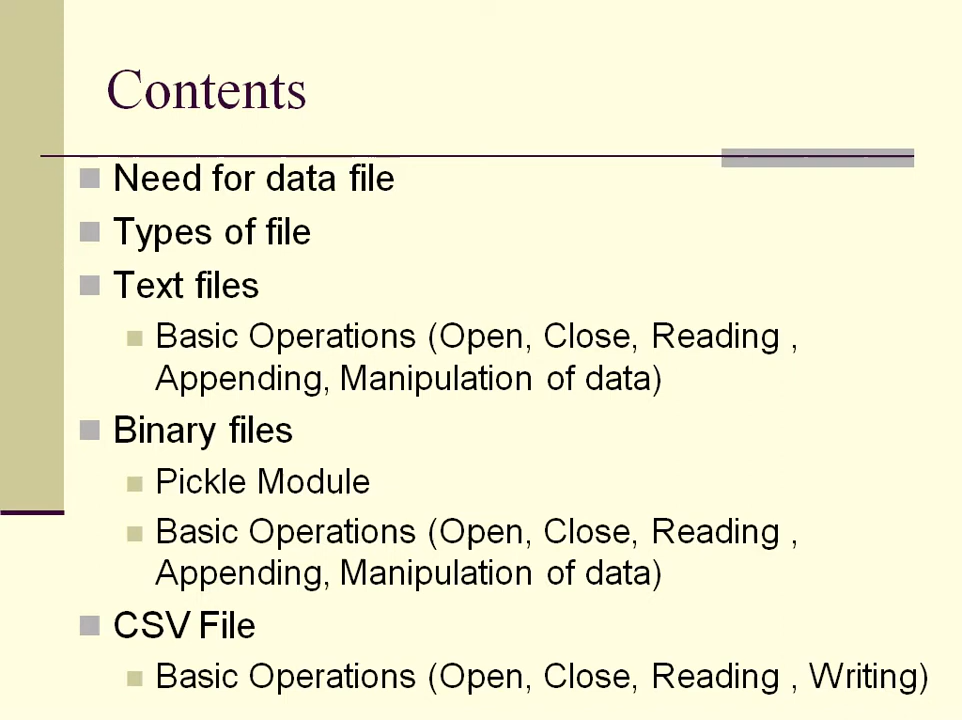 Contents
Need for data file
Types of file
Text files
Basic Operations (Open, Close, Reading ,
Appending, Manipulation of data)
Binary files
Pickle Module
Basic Operations (Open, Close, Reading ,
Appending, Manipulation of data)
CSV File
Basic Operations (Open, Close, Reading , Writing)